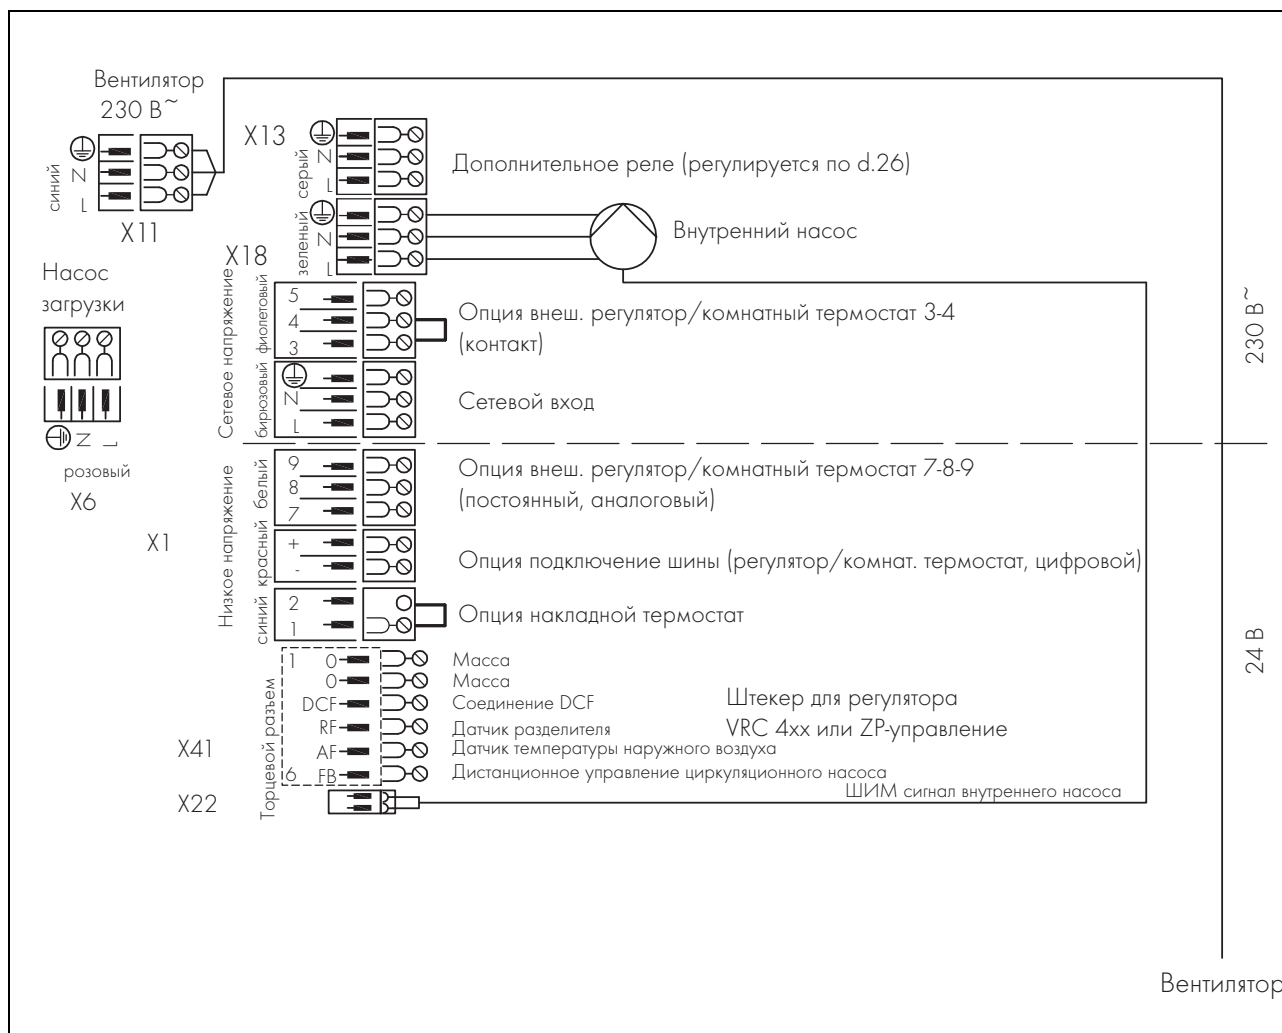 Вентилятор
230 В~
N
L
синий
X11
X13
серый
N
L
Дополнительное реле (регулируется по d.26)
зеленый
N
L
Внутренний насос
X18
Насос
загрузки
N
L
розовый
X6
Сетевое напряжение
фиолетовый
5
4
3
Опция внеш. регулятор/комнатный термостат 3-4
(контакт)
бирюзовый
N
L
Сетевой вход
230 В~
X1
Низкое напряжение
белый
9
8
7
Опция внеш. регулятор/комнатный термостат 7-8-9
(постоянный, аналоговый)
красный
+
-
Опция подключение шины (регулятор/комнат. термостат, цифровой)
синий
2
1
Опция накладной термостат
24 В
Торцевой разъем
1
0
Масса
0
Масса
DCF
Соединение DCF
RF
Датчик разделителя
AF
Датчик температуры наружного воздуха
6
FB
Дистанционное управление циркуляционного насоса
Штекер для регулятора
VRC 4xx или ZP-управление
X41
X22
ШИМ сигнал внутреннего насоса
Вентилятор